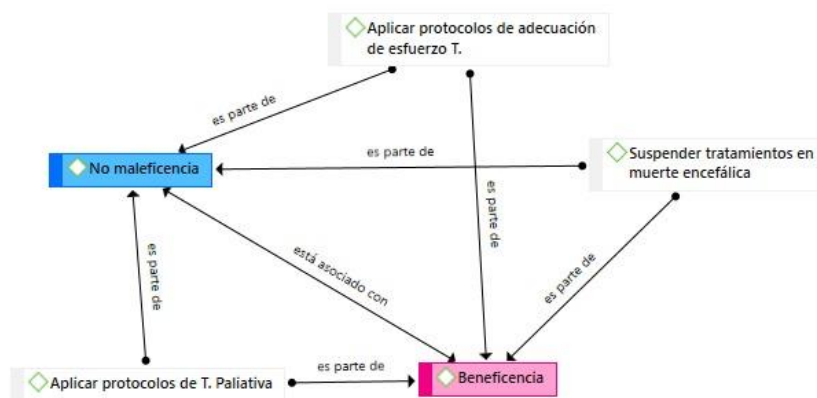 Aplicar protocolos de adecuación
de esfuerzo T.
es parte de
No maleficencia
es parte de
Suspender tratamientos en
muerte encefálica
es parte de
es parte de
está asociado con
es parte de
Aplicar protocolos de T. Paliativa
es parte de
Beneficencia